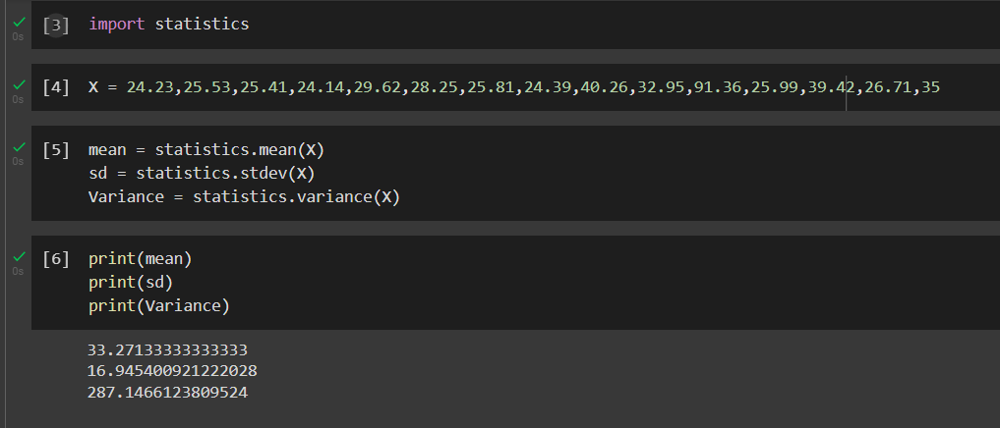 [3] import statistics
0s
[4] X = 24.23,25.53,25.41,24.14,29.62,28.25,25.81,24.39,40.26,32.95,91.36,25.99,39.42,26.71,35
0s
[5] mean = statistics.mean(X)
0s
sd = statistics.stdev(X)
Variance = statistics.variance(X)
[6] print(mean)
0s
print(sd)
print(Variance)
33.27133333333333
16.945400921222028
287.1466123809524